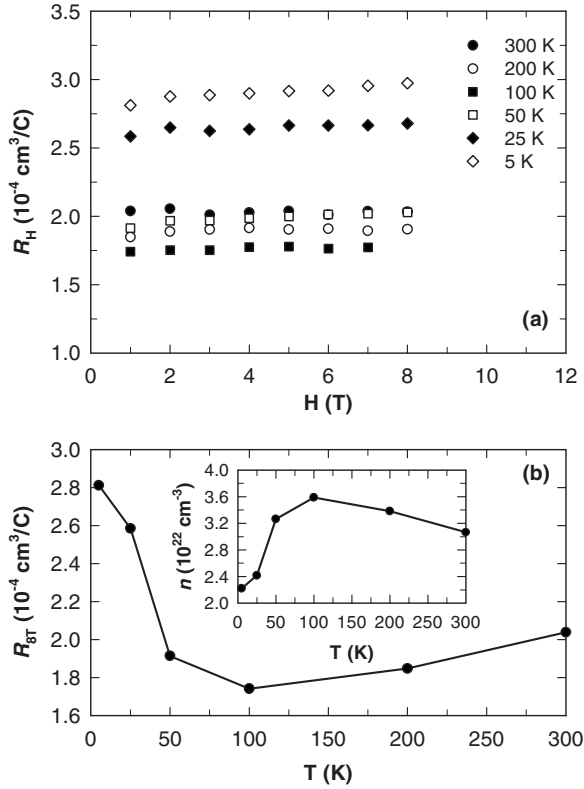 3.5
3.0
2.5
2.0
1.5
1.0
R_H (10^-4 cm^3/C)
300 K
200 K
100 K
50 K
25 K
5 K
(a)
0 2 4 6 8 10 12
H (T)
3.0
2.8
2.6
2.4
2.2
2.0
1.8
1.6
R_8T (10^-4 cm^3/C)
(b)
4.0
3.6
3.2
2.8
2.4
2.0
n (10^22 cm^-3)
0 50 100 150 200 250 300
T (K)
0 50 100 150 200 250 300
T (K)